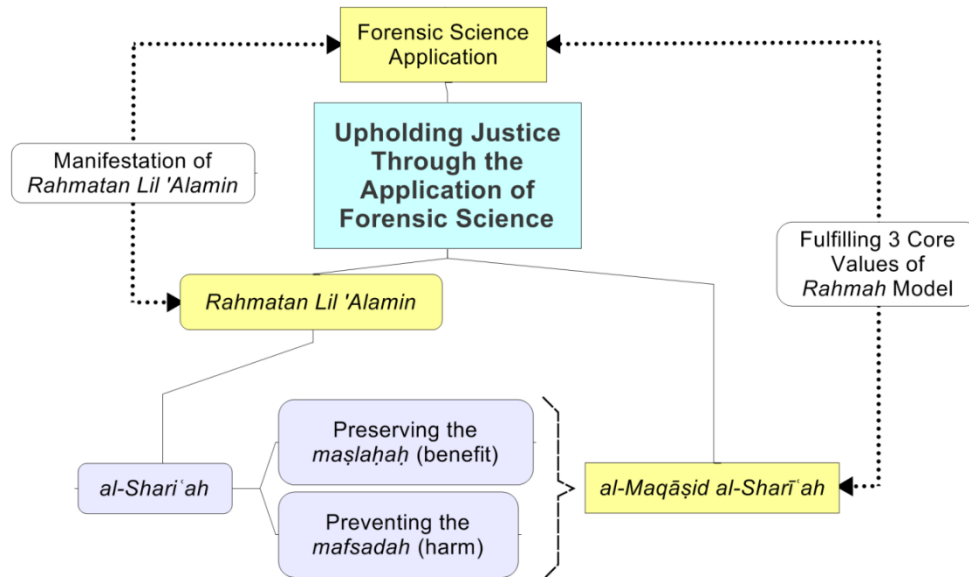 Forensic Science
Application
Upholding Justice
Through the
Application of
Forensic Science
Manifestation of
Rahmatan Lil 'Alamin
Fulfilling 3 Core
Values of
Rahmah Model
Rahmatan Lil 'Alamin
Preserving the
maṣlaḥaḥ (benefit)
al-Shariʿah
al-Maqāṣid al-Sharīʿah
Preventing the
mafsadah (harm)